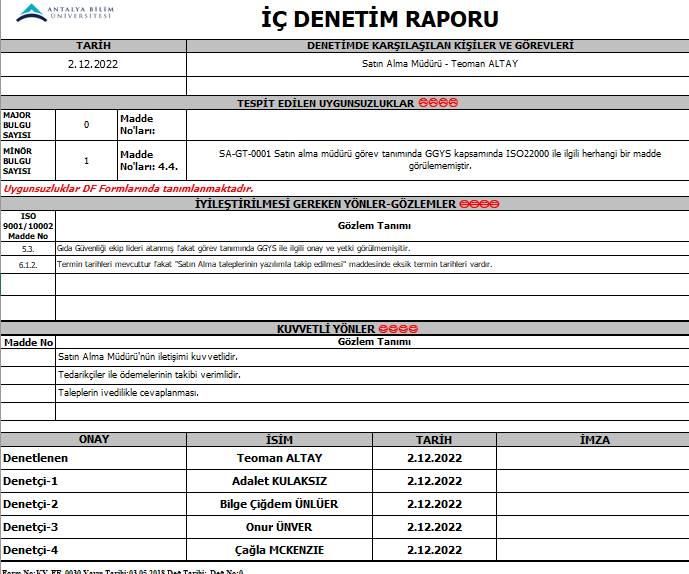 ANTALYA BİLİM
ÜNİVERSİTESİ
İÇ DENETİM RAPORU
TARİH
DENETİMDE KARŞILAŞILAN KİŞİLER VE GÖREVLERİ
2.12.2022
Satın Alma Müdürü - Teoman ALTAY
TESPİT EDİLEN UYGUNSUZLUKLAR
MAJOR BULGU SAYISI
0
Madde No'ları:
MİNÖR BULGU SAYISI
1
Madde No'ları: 4.4.
SA-GT-0001 Satın alma müdürü görev tanımında GGYS kapsamında ISO22000 ile ilgili herhangi bir madde
görülememiştir.
Uygunsuzluklar DF Formlarında tanımlanmaktadır.
İYİLEŞTİRİLMESİ GEREKEN YÖNLER-GÖZLEMLER
ISO 9001/10002 Madde No
Gözlem Tanımı
5.3.
Gıda Güvenliği ekip lideri atanmış fakat görev tanımında GGYS ile ilgili onay ve yetki görülmemişitir.
6.1.2.
Termin tarihleri mevcuttur fakat "Satın Alma taleplerinin yazılımla takip edilmesi" maddesinde eksik termin tarihleri vardır.
KUVVETLİ YÖNLER
Madde No
Gözlem Tanımı
Satın Alma Müdürü'nün iletişimi kuvvetlidir.
Tedarikçiler ile ödemelerinin takibi verimlidir.
Taleplerin ivedilikle cevaplanması.
ONAY
İSİM
TARİH
İMZA
Denetlenen
Teoman ALTAY
2.12.2022
Denetçi-1
Adalet KULAKSIZ
2.12.2022
Denetçi-2
Bilge Çiğdem ÜNLÜER
2.12.2022
Denetçi-3
Onur ÜNVER
2.12.2022
Denetçi-4
Çağla MCKENZIE
2.12.2022
Form No:KY-FR-0030 Yayın Tarihi:03.05.2018 Değ.Tarihi: Değ.No:0